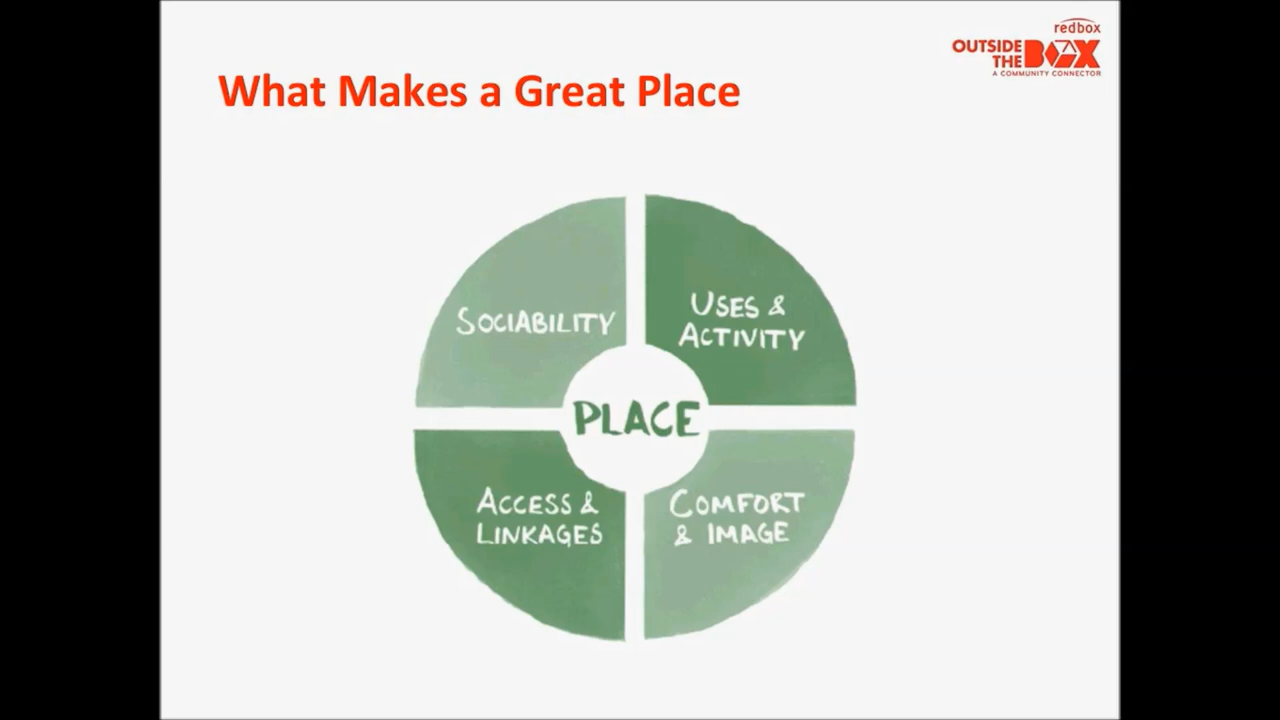 redbox
OUTSIDE
THE BOX
A COMMUNITY CONNECTOR
What Makes a Great Place
SOCIABILITY
USES &
ACTIVITY
PLACE
ACCESS &
LINKAGES
COMFORT
& IMAGE